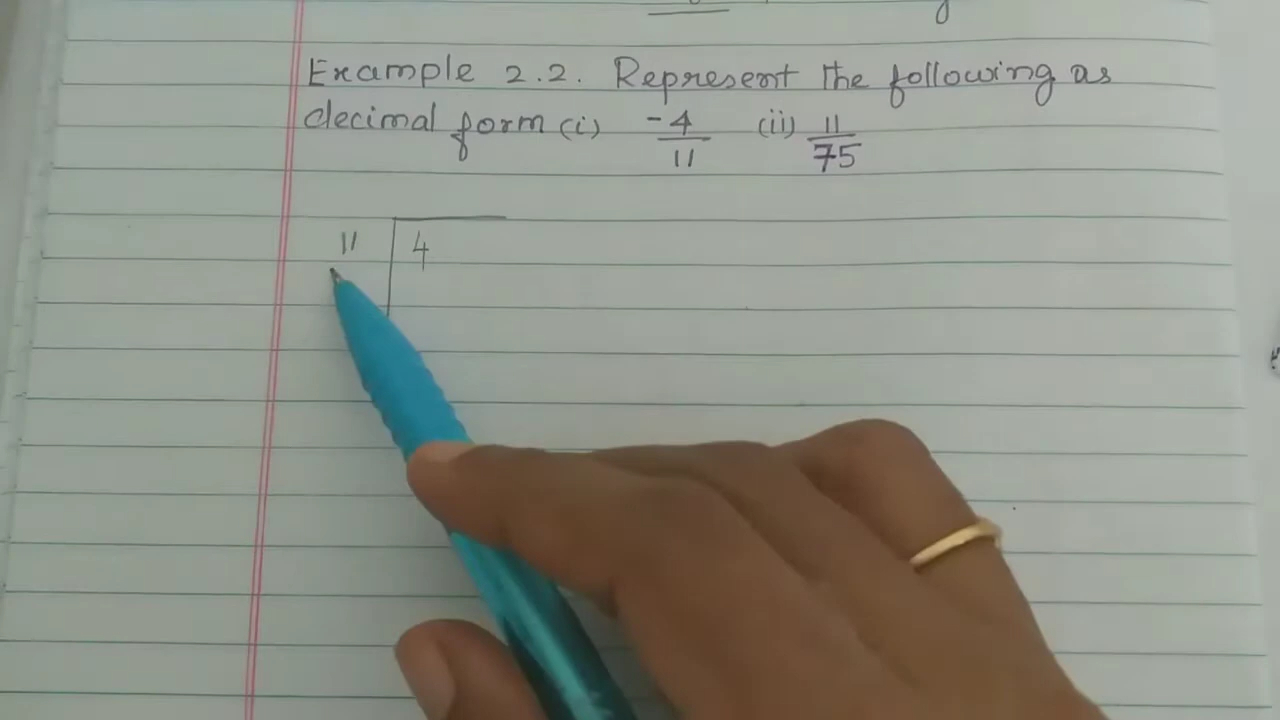 Example 2.2. Represent the following as
decimal form (i) -4/11 (ii) 11/75
11 4